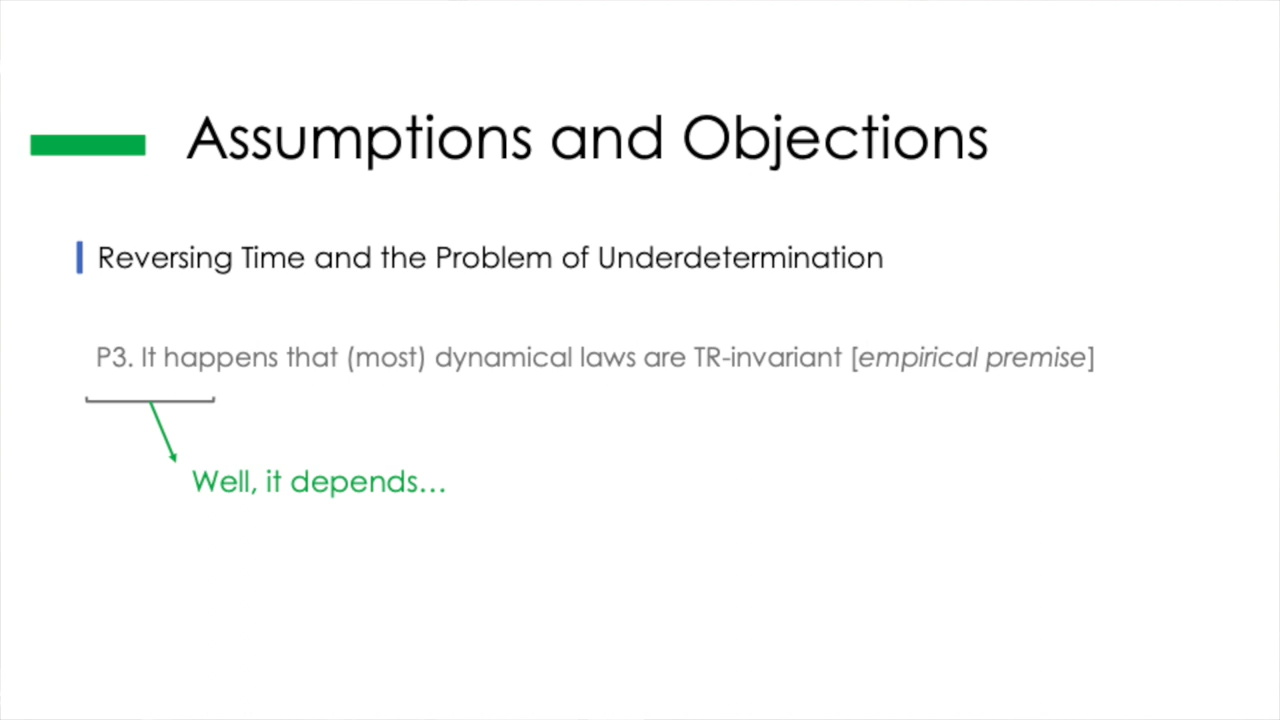 Assumptions and Objections
Reversing Time and the Problem of Underdetermination
P3. It happens that (most) dynamical laws are TR-invariant [empirical premise]
Well, it depends…